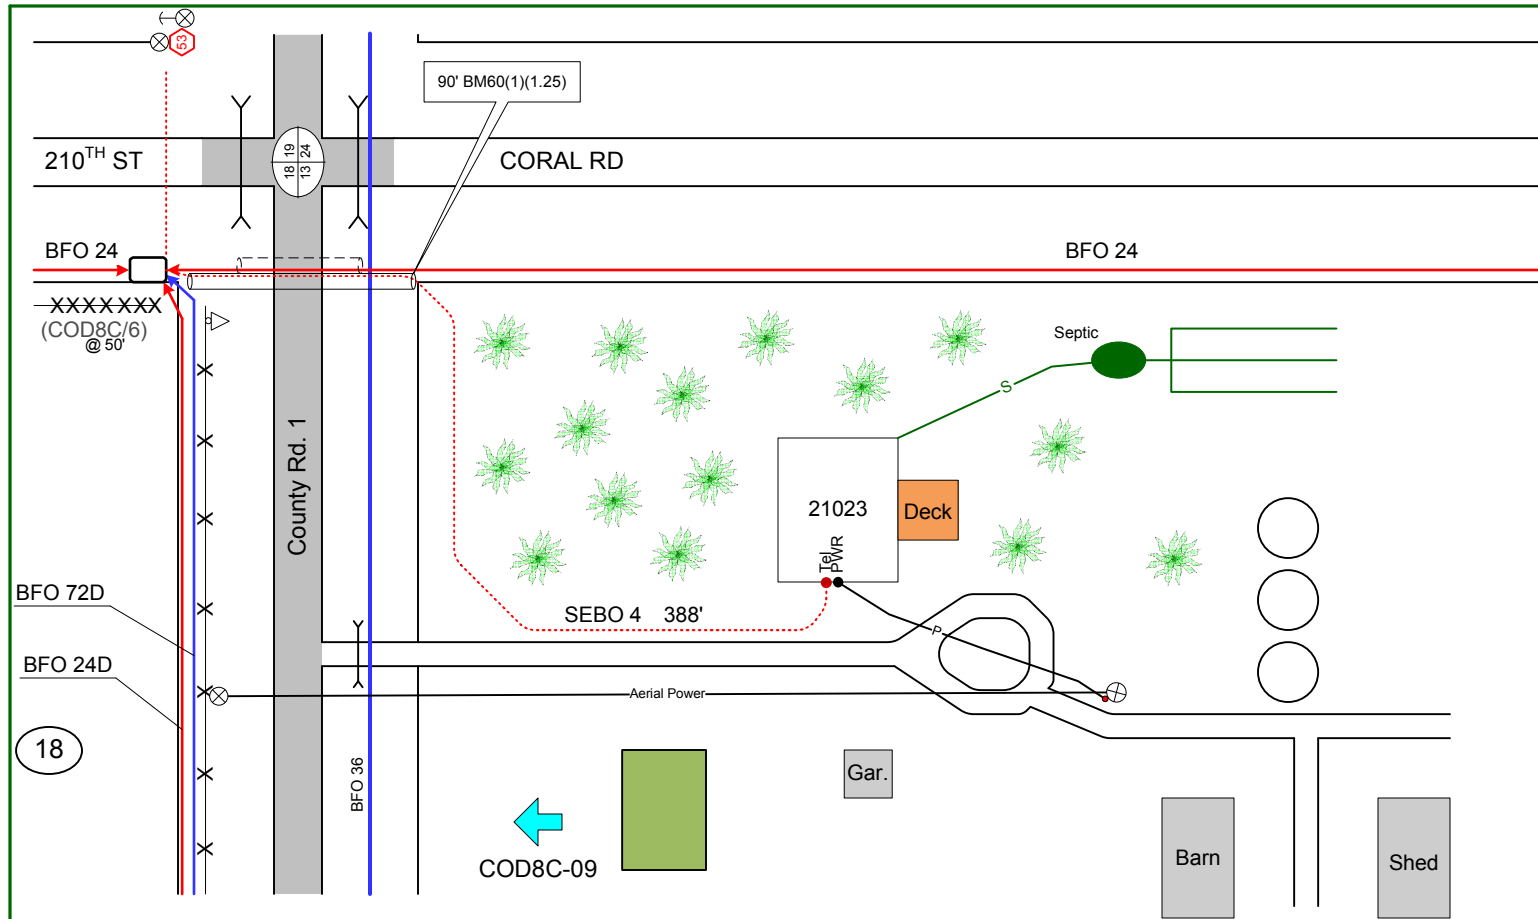 53
90' BM60(1)(1.25)
210TH ST
19 24
18 13
CORAL RD
BFO 24
BFO 24
XXXXXXX
(COD8C/6)
@ 50'
Septic
S
County Rd. 1
21023
Deck
Tel
PWR
BFO 72D
SEBO 4 388'
P
BFO 24D
Aerial Power
18
BFO 36
Gar.
COD8C-09
Barn
Shed